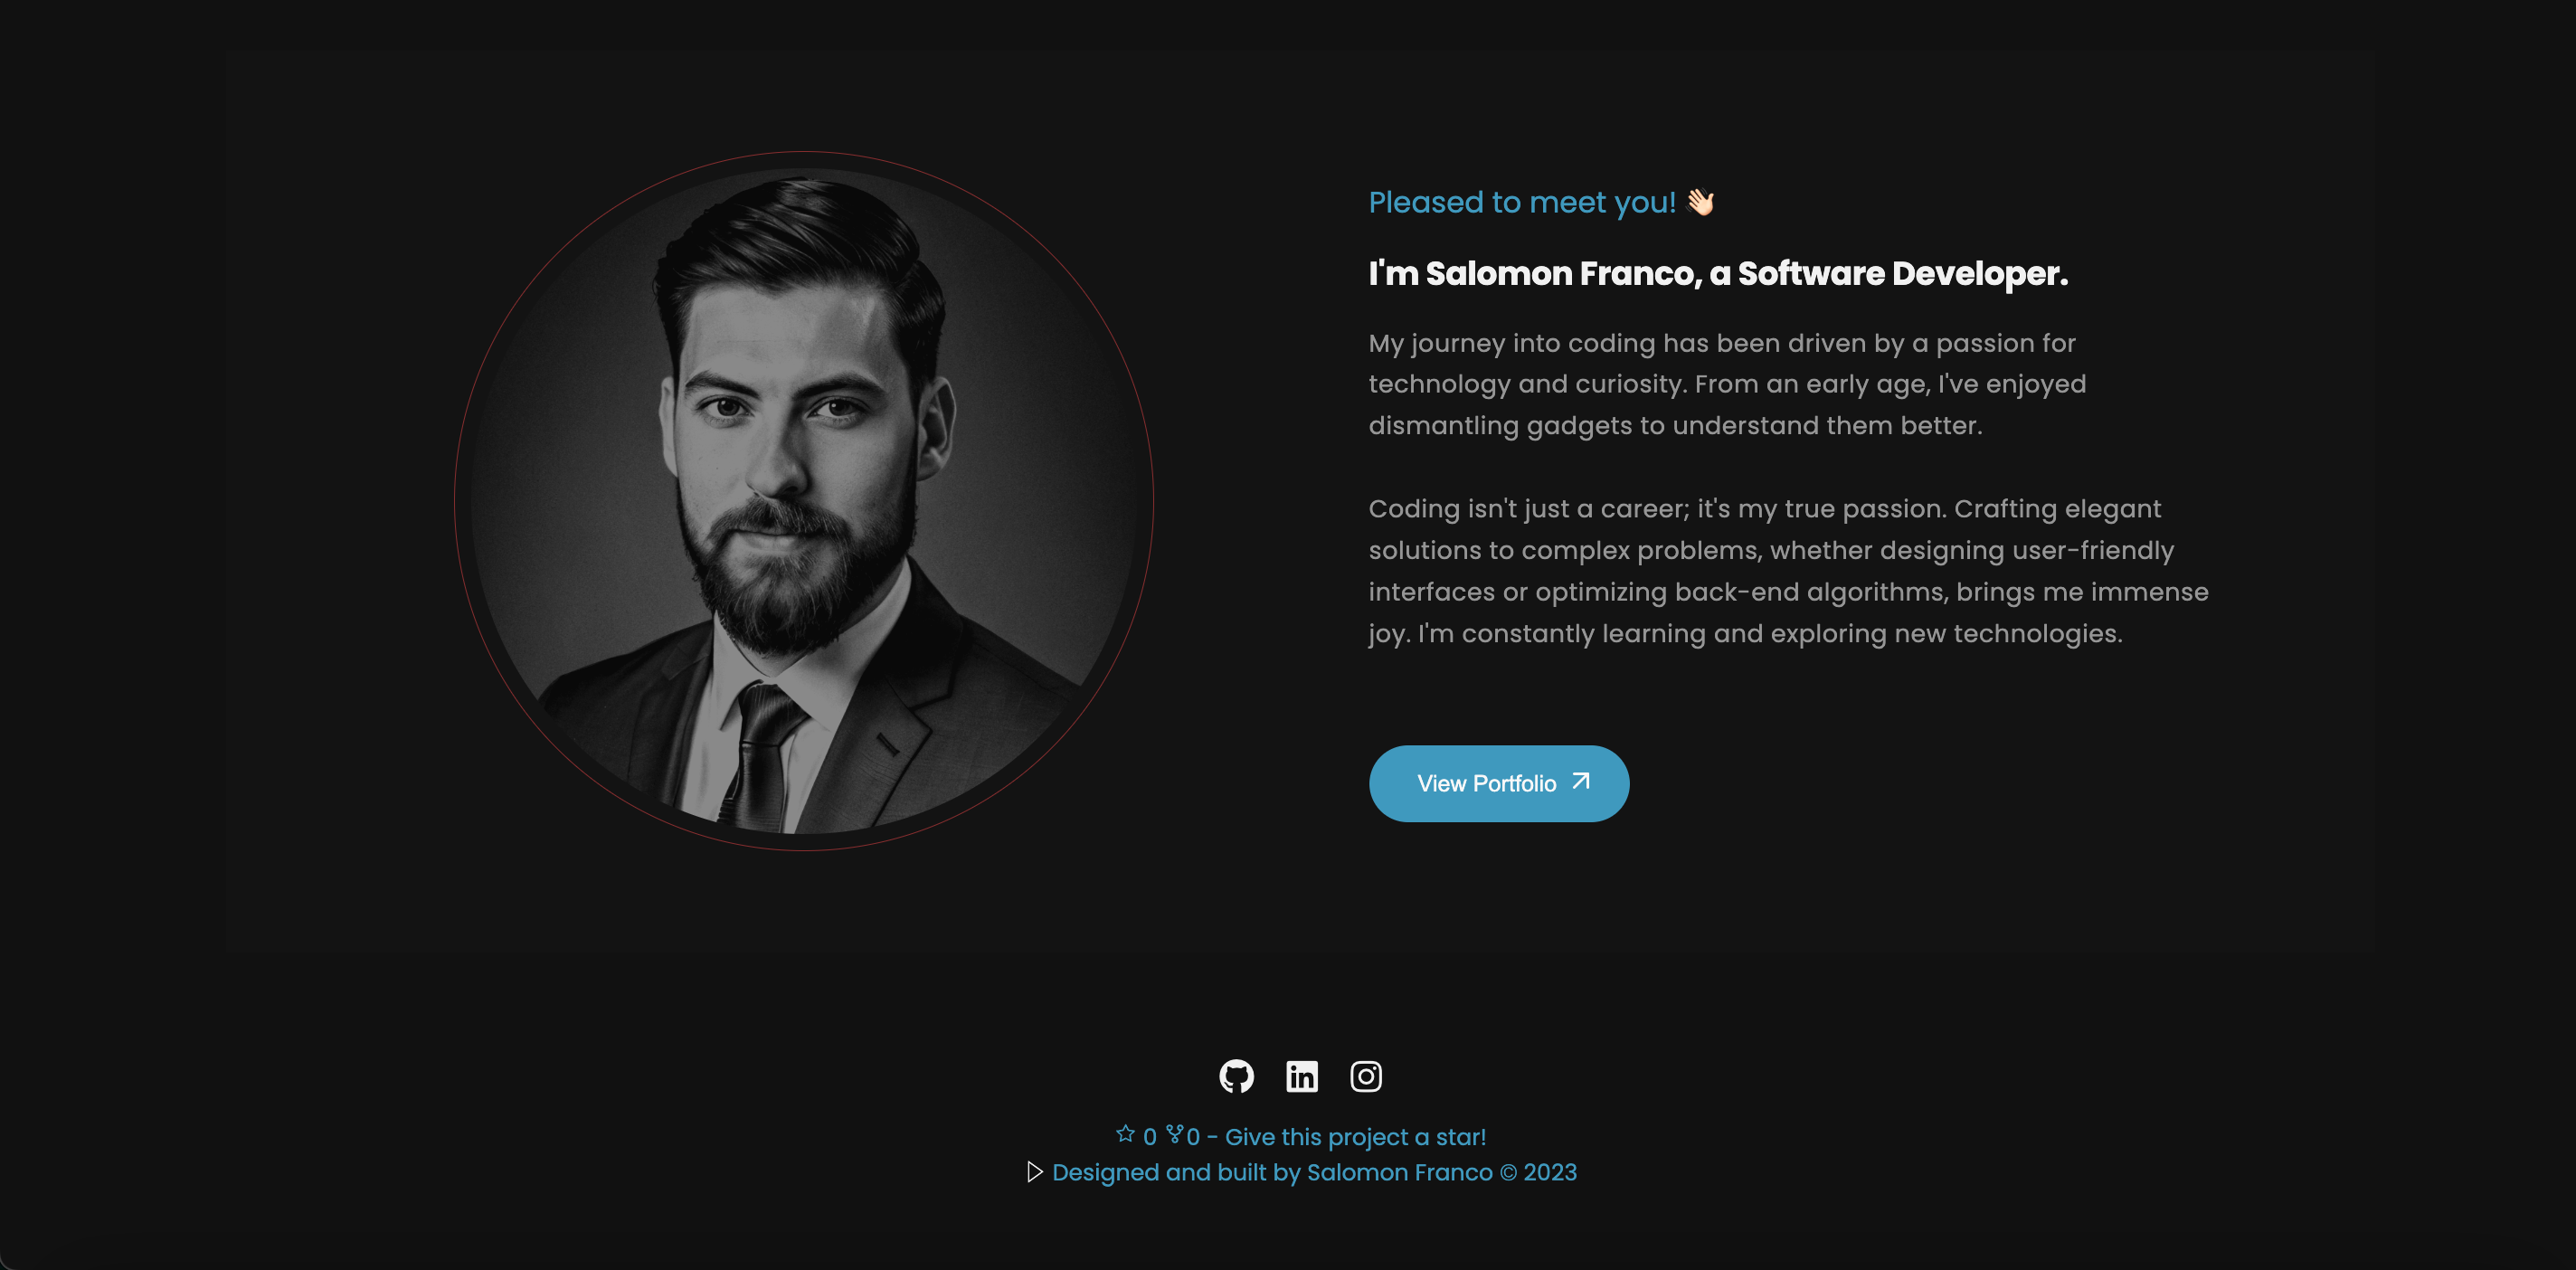 Pleased to meet you! 👋🏻
I'm Salomon Franco, a Software Developer.
My journey into coding has been driven by a passion for
technology and curiosity. From an early age, I've enjoyed
dismantling gadgets to understand them better.
Coding isn't just a career; it's my true passion. Crafting elegant
solutions to complex problems, whether designing user-friendly
interfaces or optimizing back-end algorithms, brings me immense
joy. I'm constantly learning and exploring new technologies.
View Portfolio
in
0 0 - Give this project a star!
Designed and built by Salomon Franco © 2023